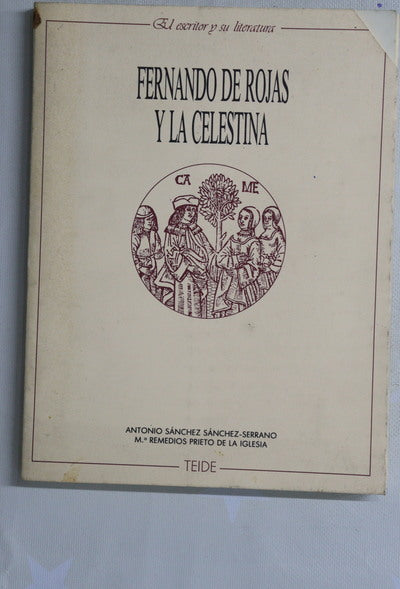 El escritor y su literatura
FERNANDO DE ROJAS
Y LA CELESTINA
CA ME
ANTONIO SÁNCHEZ SÁNCHEZ-SERRANO
M.ª REMEDIOS PRIETO DE LA IGLESIA
TEIDE